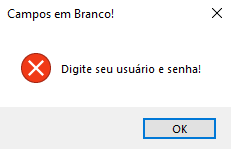 Campos em Branco!
Digite seu usuário e senha!
OK